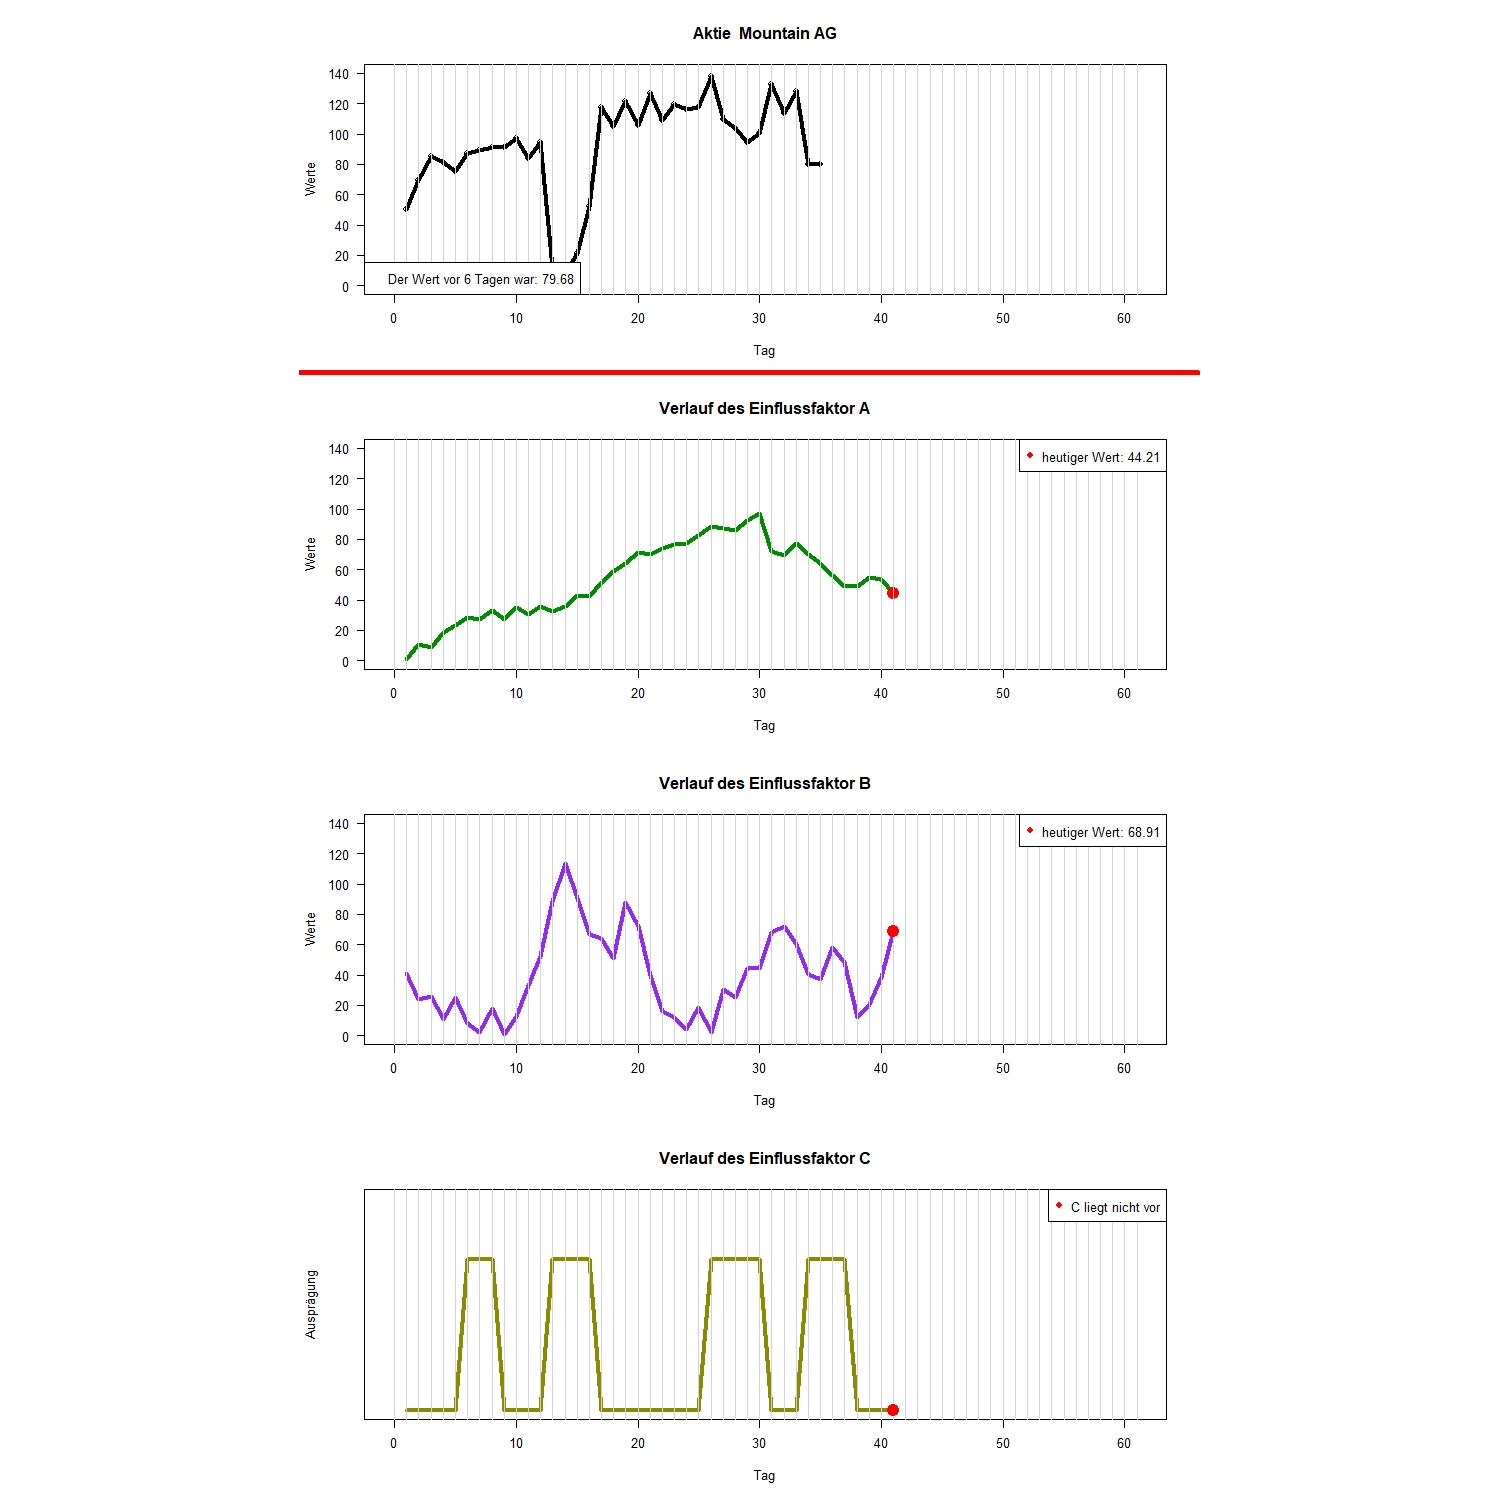 Aktie  Mountain AG
Werte
140
120
100
80
60
40
20
0
Der Wert vor 6 Tagen war: 79.68
0 10 20 30 40 50 60
Tag
Verlauf des Einflussfaktor A
Werte
140
120
100
80
60
40
20
0
heutiger Wert: 44.21
0 10 20 30 40 50 60
Tag
Verlauf des Einflussfaktor B
Werte
140
120
100
80
60
40
20
0
heutiger Wert: 68.91
0 10 20 30 40 50 60
Tag
Verlauf des Einflussfaktor C
Ausprägung
C liegt nicht vor
0 10 20 30 40 50 60
Tag